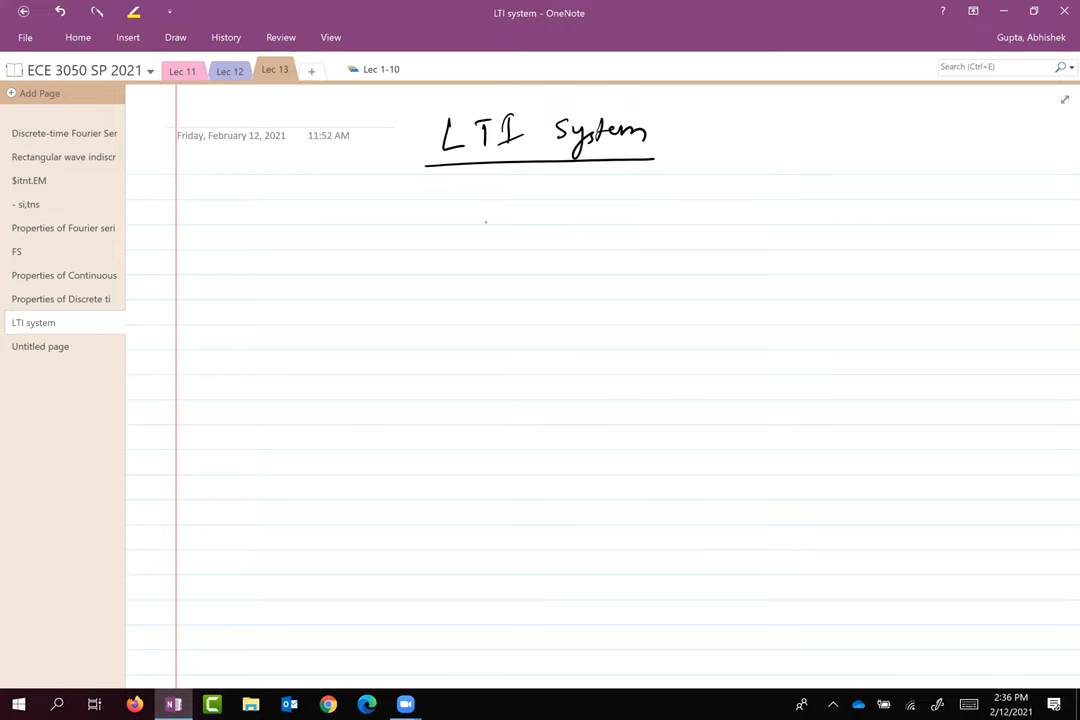 LTI system - OneNote
File Home Insert Draw History Review View
Gupta, Abhishek
ECE 3050 SP 2021
Lec 11
Lec 12
Lec 13
+
Lec 1-10
Search (Ctrl+E)
Add Page
Friday, February 12, 2021 11:52 AM
LTI System
Discrete-time Fourier Ser
Rectangular wave indiscr
$itnt.EM
- si,tns
Properties of Fourier seri
FS
Properties of Continuous
Properties of Discrete ti
LTI system
Untitled page
2:36 PM
2/12/2021